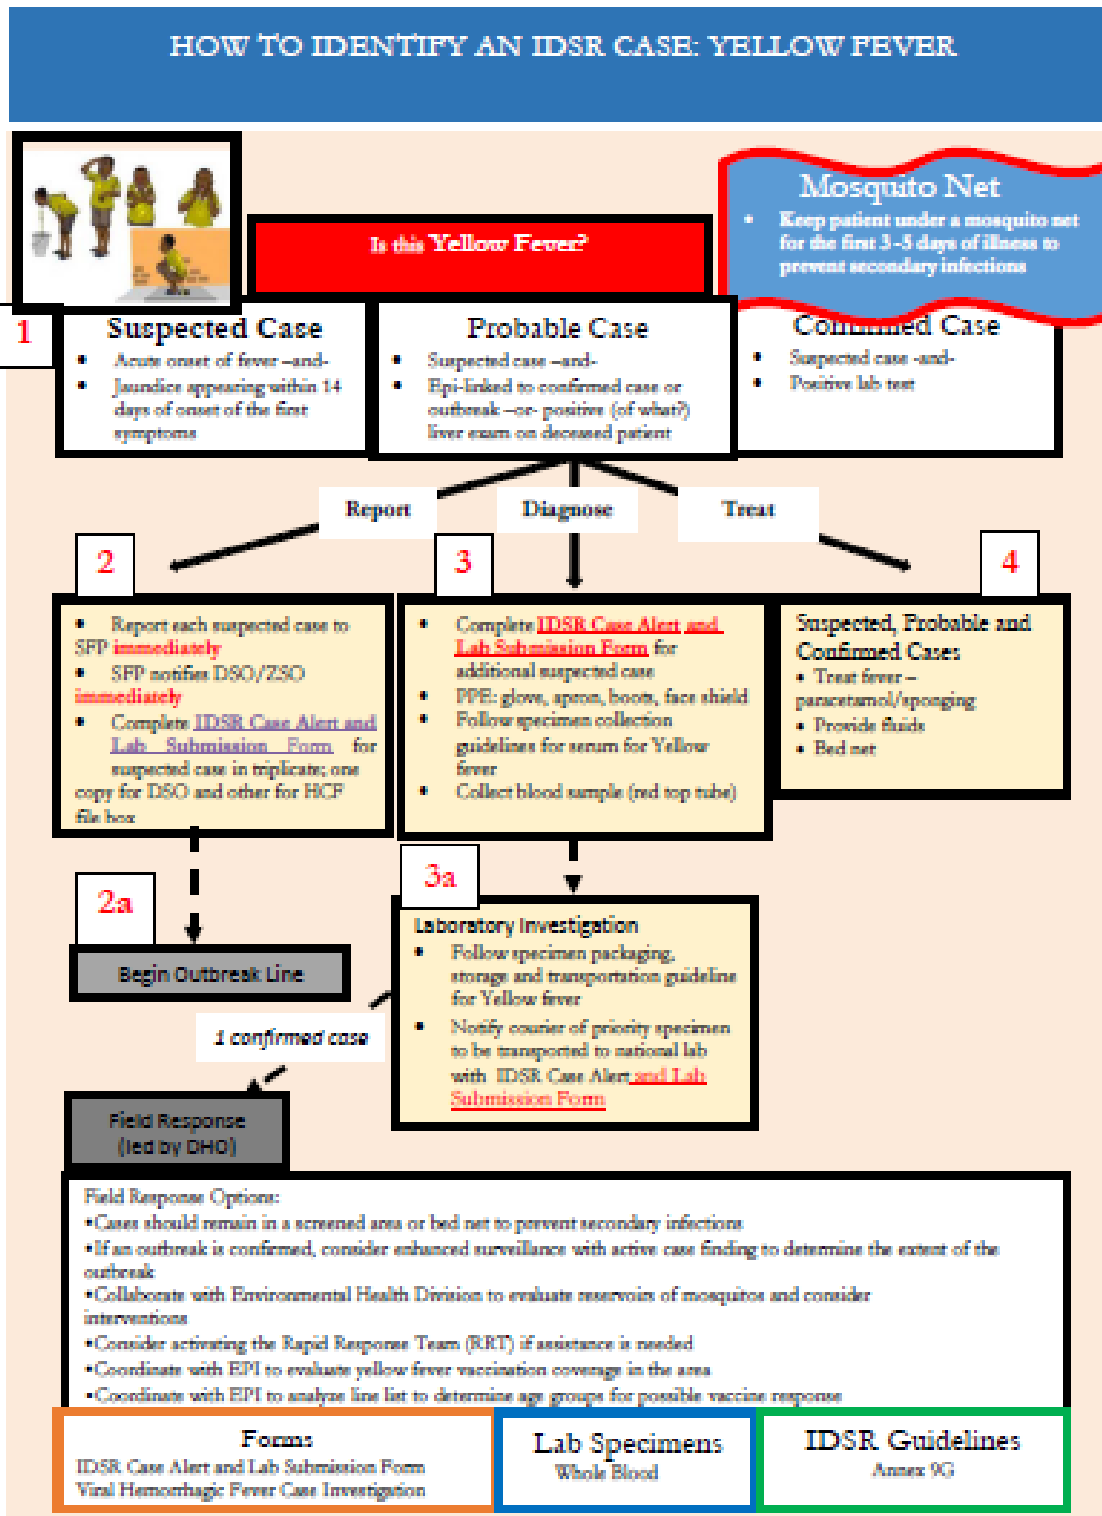 HOW TO IDENTIFY AN IDSR CASE: YELLOW FEVER
Mosquito Net
• Keep patient under a mosquito net
for the first 3-5 days of illness to
prevent secondary infections
Is this Yellow Fever?
1
Suspected Case
• Acute onset of fever –and-
• Jaundice appearing within 14
days of onset of the first
symptoms
Probable Case
• Suspected case –and-
• Epi-linked to confirmed case or
outbreak –or- positive (of what?)
liver exam on deceased patient
Confirmed Case
• Suspected case -and-
• Positive lab test
Report
Diagnose
Treat
2
• Report each suspected case to
SFP immediately
• SFP notifies DSO/ZSO
immediately
• Complete IDSR Case Alert and
Lab Submission Form for
suspected case in triplicate; one
copy for DSO and other for HCF
file box
3
• Complete IDSR Case Alert and
Lab Submission Form for
additional suspected case
• PPE: glove, apron, boots, face shield
• Follow specimen collection
guidelines for serum for Yellow
fever
• Collect blood sample (red top tube)
4
Suspected, Probable and
Confirmed Cases
• Treat fever –
paracetamol/sponging
• Provide fluids
• Bed net
2a
Begin Outbreak Line
3a
Laboratory Investigation
• Follow specimen packaging,
storage and transportation guideline
for Yellow fever
• Notify courier of priority specimen
to be transported to national lab
with IDSR Case Alert and Lab
Submission Form
1 confirmed case
Field Response
(led by DHO)
Field Response Options:
•Cases should remain in a screened area or bed net to prevent secondary infections
•If an outbreak is confirmed, consider enhanced surveillance with active case finding to determine the extent of the
outbreak
•Collaborate with Environmental Health Division to evaluate reservoirs of mosquitos and consider
interventions
•Consider activating the Rapid Response Team (RRT) if assistance is needed
•Coordinate with EPI to evaluate yellow fever vaccination coverage in the area
•Coordinate with EPI to analyze line list to determine age groups for possible vaccine response
Forms
IDSR Case Alert and Lab Submission Form
Viral Hemorrhagic Fever Case Investigation
Lab Specimens
Whole Blood
IDSR Guidelines
Annex 9G